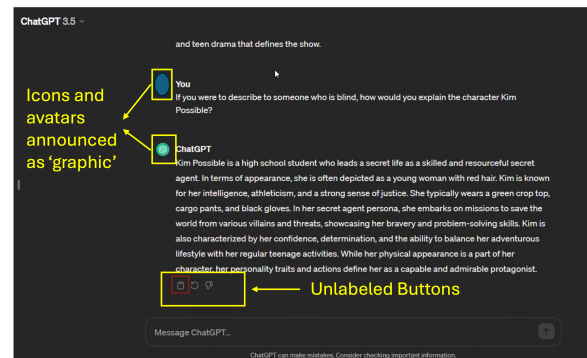 ChatGPT 3.5
and teen drama that defines the show.
You
If you were to describe to someone who is blind, how would you explain the character Kim
Possible?
Icons and
avatars
announced
as ‘graphic’
ChatGPT
Kim Possible is a high school student who leads a secret life as a skilled and resourceful secret
agent. In terms of appearance, she is often depicted as a young woman with red hair. Kim is known
for her intelligence, athleticism, and a strong sense of justice. She typically wears a green crop top,
cargo pants, and black gloves. In her secret agent persona, she embarks on missions to save the
world from various villains and threats, showcasing her bravery and problem-solving skills. Kim is
also characterized by her confidence, determination, and the ability to balance her adventurous
lifestyle with her regular teenage activities. While her physical appearance is a part of her
character, her personality traits and actions define her as a capable and admirable protagonist.
Unlabeled Buttons
Message ChatGPT...
ChatGPT can make mistakes. Consider checking important information.